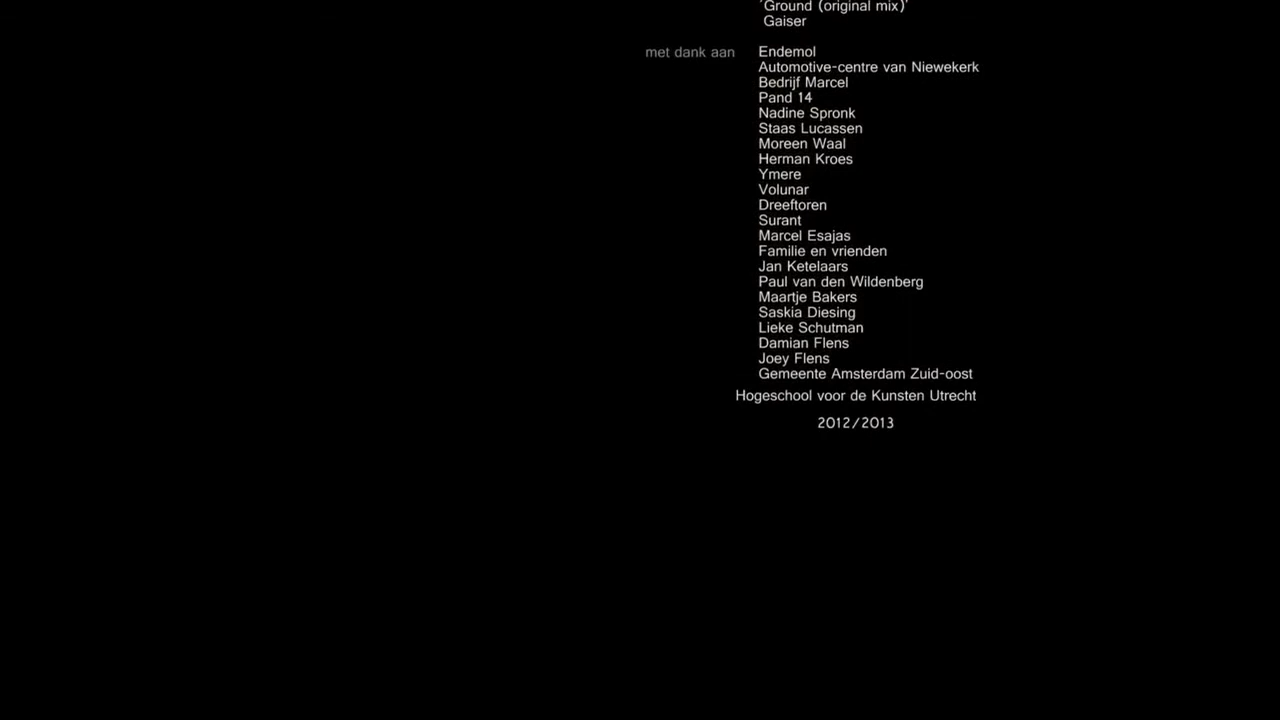 'Ground (original mix)'
Gaiser
met dank aan Endemol
Automotive-centre van Niewekerk
Bedrijf Marcel
Pand 14
Nadine Spronk
Staas Lucassen
Moreen Waal
Herman Kroes
Ymere
Volunar
Dreeftoren
Surant
Marcel Esajas
Familie en vrienden
Jan Ketelaars
Paul van den Wildenberg
Maartje Bakers
Saskia Diesing
Lieke Schutman
Damian Flens
Joey Flens
Gemeente Amsterdam Zuid-oost
Hogeschool voor de Kunsten Utrecht
2012/2013